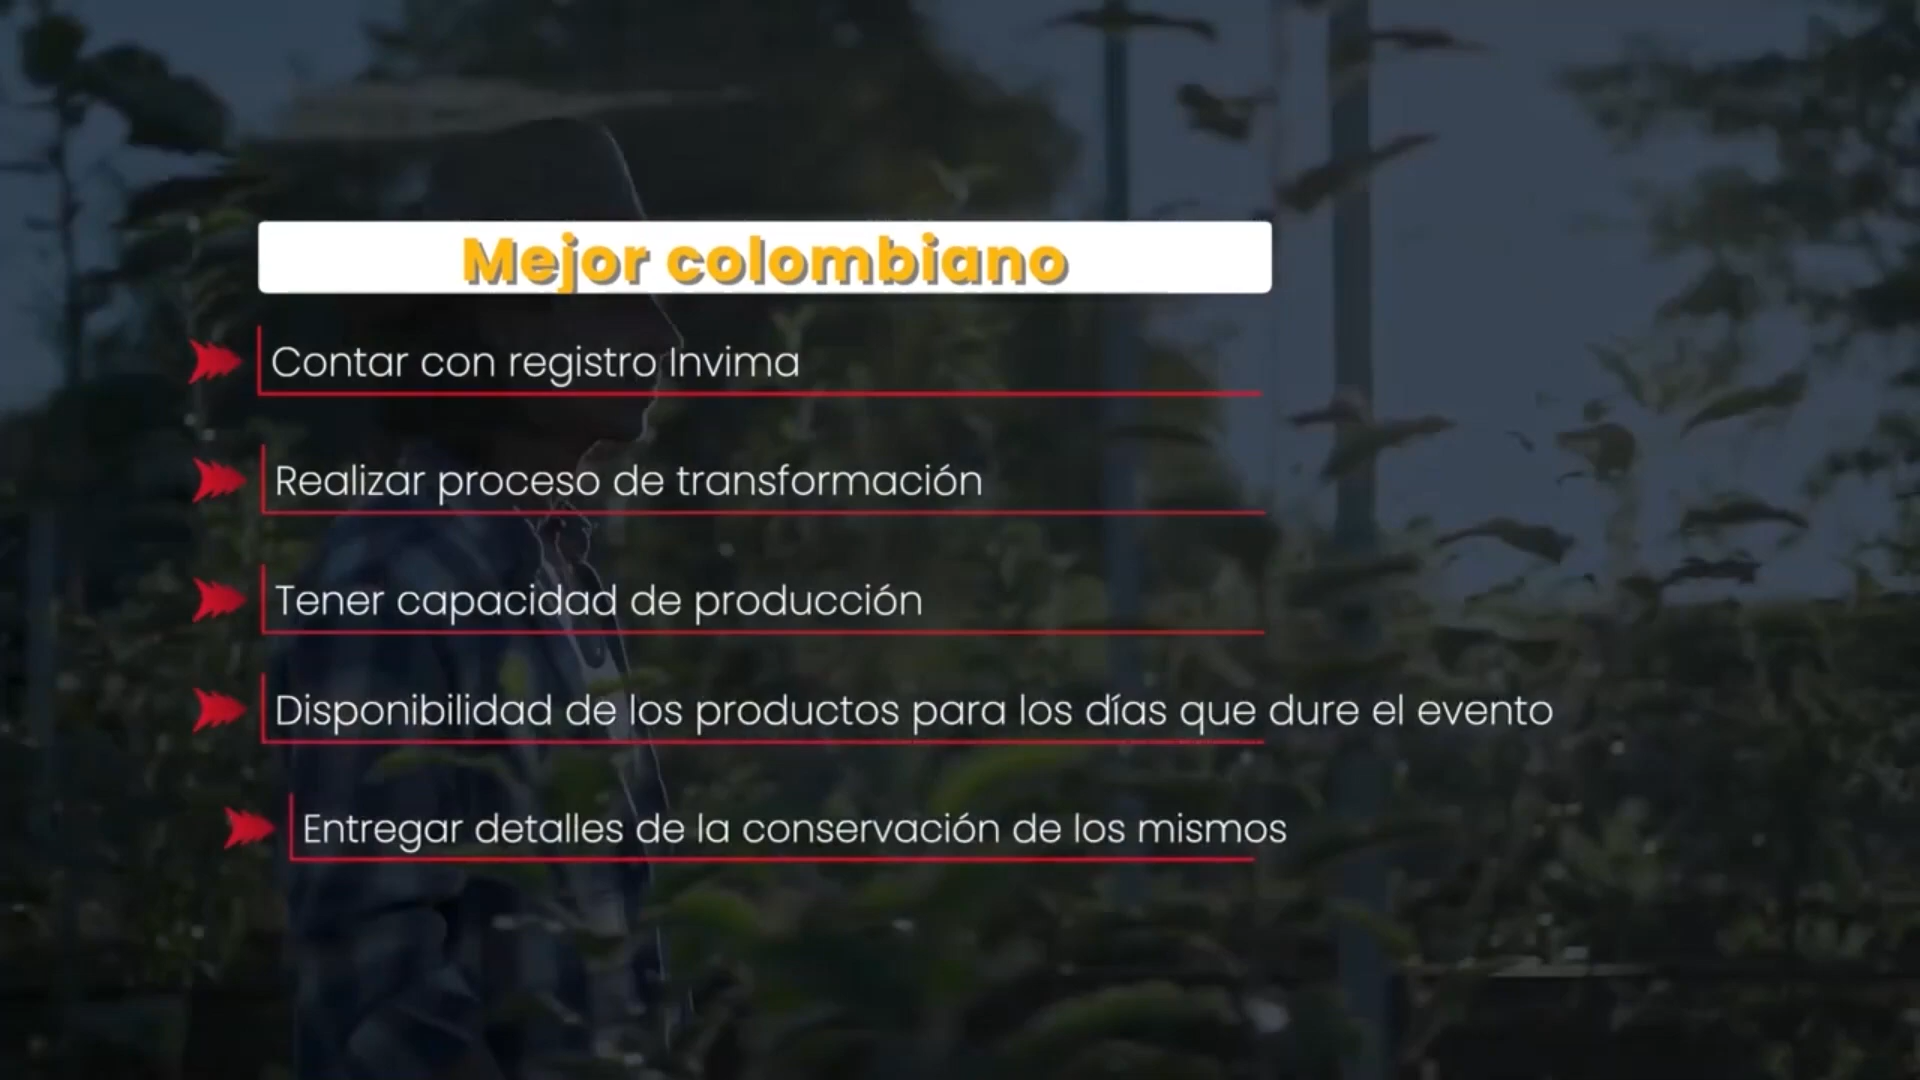 Mejor colombiano
Contar con registro Invima
Realizar proceso de transformación
Tener capacidad de producción
Disponibilidad de los productos para los días que dure el evento
Entregar detalles de la conservación de los mismos